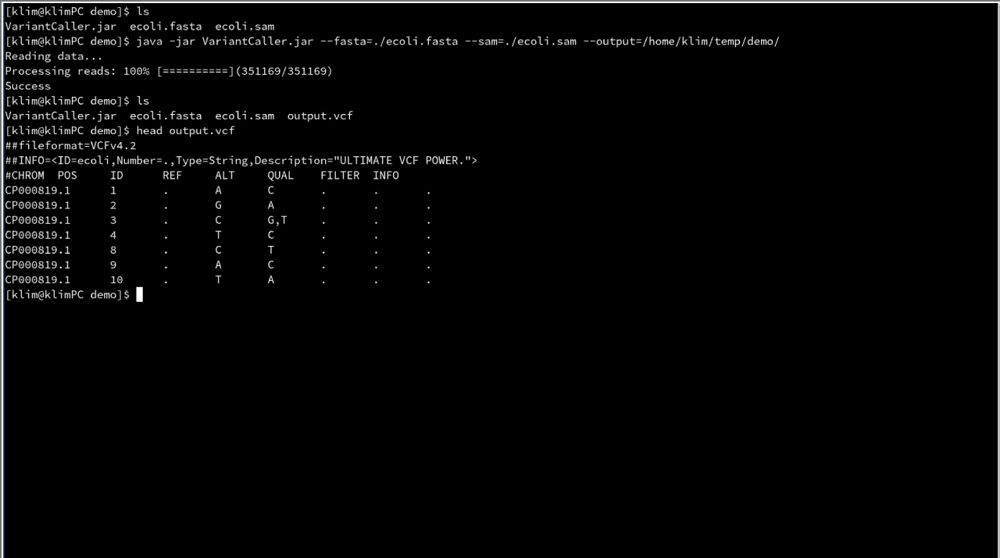 [klim@klimPC demo]$ ls
VariantCaller.jar  ecoli.fasta  ecoli.sam
[klim@klimPC demo]$ java -jar VariantCaller.jar --fasta=./ecoli.fasta --sam=./ecoli.sam --output=/home/klim/temp/demo/
Reading data...
Processing reads: 100% [==========](351169/351169)
Success
[klim@klimPC demo]$ ls
VariantCaller.jar  ecoli.fasta  ecoli.sam  output.vcf
[klim@klimPC demo]$ head output.vcf
##fileformat=VCFv4.2
##INFO=<ID=ecoli,Number=.,Type=String,Description="ULTIMATE VCF POWER.">
#CHROM  POS     ID      REF     ALT     QUAL    FILTER  INFO
CP000819.1      1       .       A       C       .       .       .
CP000819.1      2       .       G       A       .       .       .
CP000819.1      3       .       C       G,T     .       .       .
CP000819.1      4       .       T       C       .       .       .
CP000819.1      8       .       C       T       .       .       .
CP000819.1      9       .       A       C       .       .       .
CP000819.1      10      .       T       A       .       .       .
[klim@klimPC demo]$